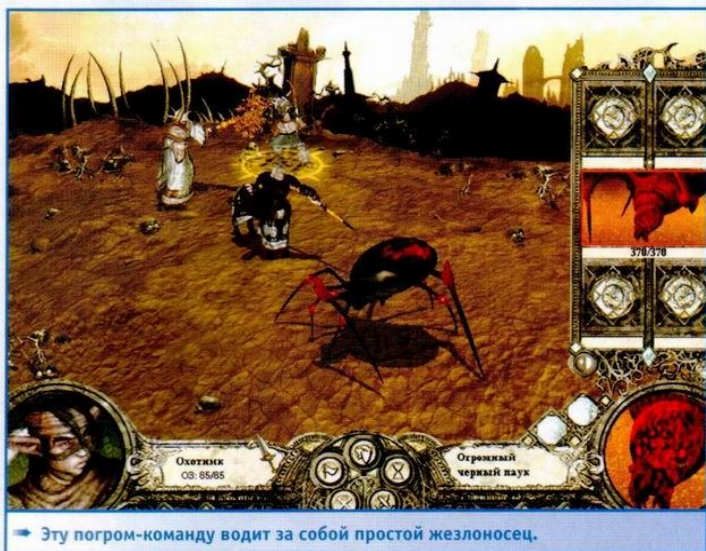 370/370
Охотник
ОЗ: 85/85
Огромный
черный паук
➡ Эту погром-команду водит за собой простой жезлоносец.